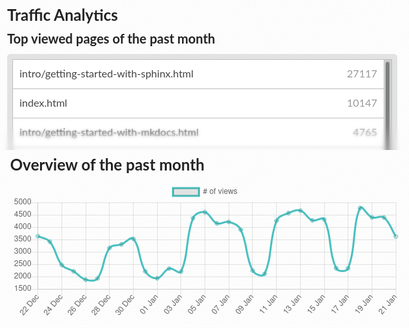 Traffic Analytics
Top viewed pages of the past month
intro/getting-started-with-sphinx.html 27117
index.html 10147
intro/getting-started-with-mkdocs.html 4765
Overview of the past month
# of views
5000
4500
4000
3500
3000
2500
2000
1500
22 Dec 24 Dec 26 Dec 28 Dec 30 Dec 01 Jan 03 Jan 05 Jan 07 Jan 09 Jan 11 Jan 13 Jan 15 Jan 17 Jan 19 Jan 21 Jan